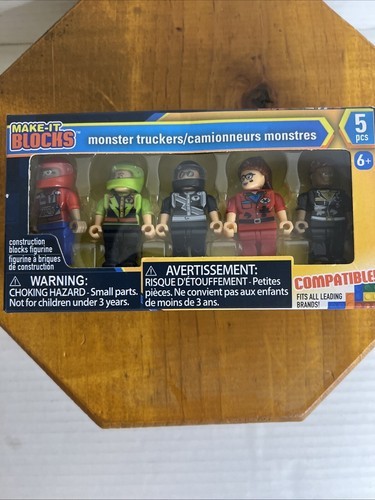 MAKE-IT
BLOCKS™
monster truckers/camionneurs monstres
5
pcs
6+
construction
blocks figurine
figurine à briques
de construction
WARNING:
CHOKING HAZARD - Small parts.
Not for children under 3 years.
AVERTISSEMENT:
RISQUE D'ÉTOUFFEMENT - Petites
pièces. Ne convient pas aux enfants
de moins de 3 ans.
COMPATIBLE!
FITS ALL LEADING
BRANDS!